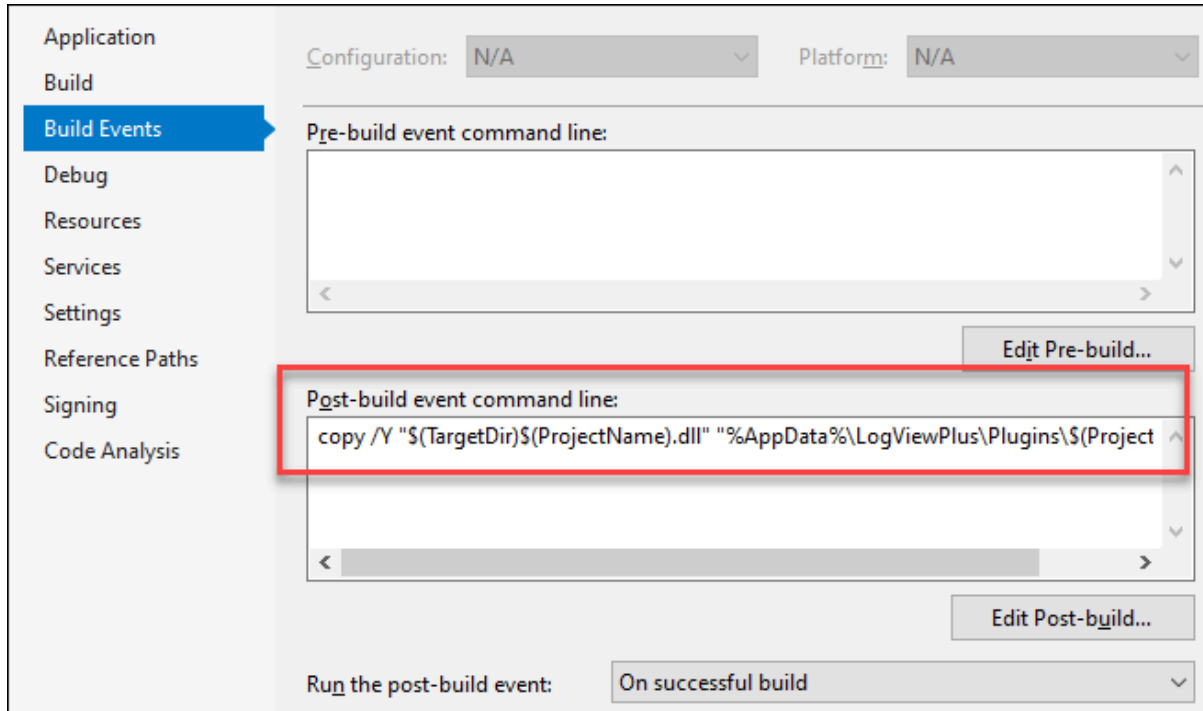 Application
Build
Build Events
Debug
Resources
Services
Settings
Reference Paths
Signing
Code Analysis
Configuration: N/A Platform: N/A
Pre-build event command line:
Edit Pre-build...
Post-build event command line:
copy /Y "$(TargetDir)$(ProjectName).dll" "%AppData%\LogViewPlus\Plugins\$(Project
Edit Post-build...
Run the post-build event: On successful build